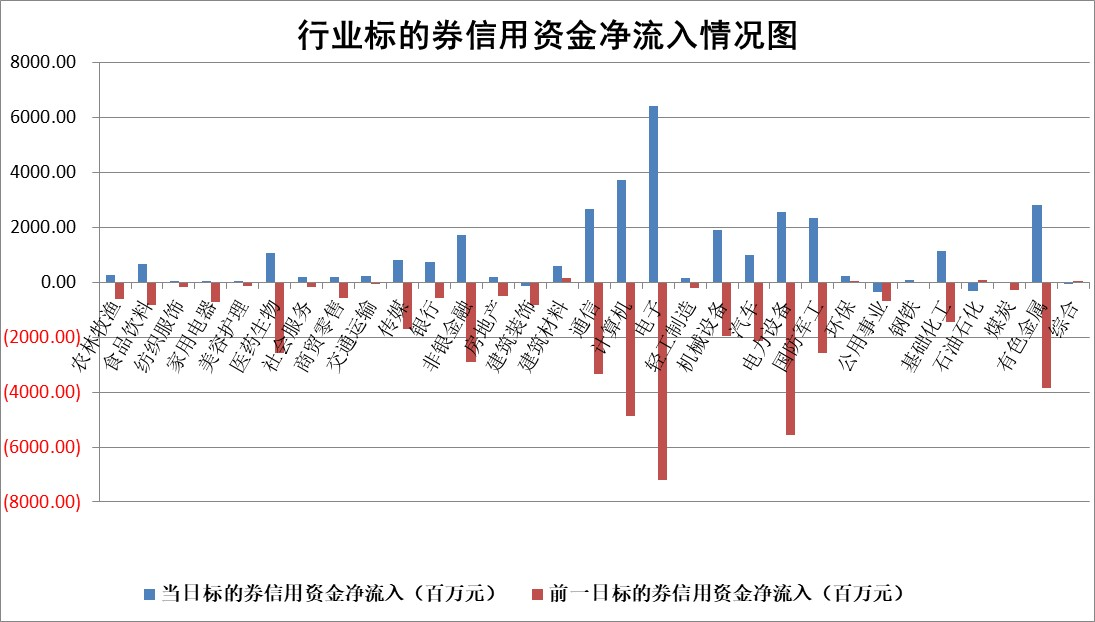 行业标的券信用资金净流入情况图
8000.00
6000.00
4000.00
2000.00
0.00
(2000.00)
(4000.00)
(6000.00)
(8000.00)
农林牧渔
食品饮料
纺织服饰
家用电器
美容护理
医药生物
社会服务
商贸零售
交通运输
传媒
银行
非银金融
房地产
建筑装饰
建筑材料
通信
计算机
电子
轻工制造
机械设备
汽车
电力设备
国防军工
环保
公用事业
钢铁
基础化工
石油石化
煤炭
有色金属
综合
当日标的券信用资金净流入（百万元）
前一日标的券信用资金净流入（百万元）